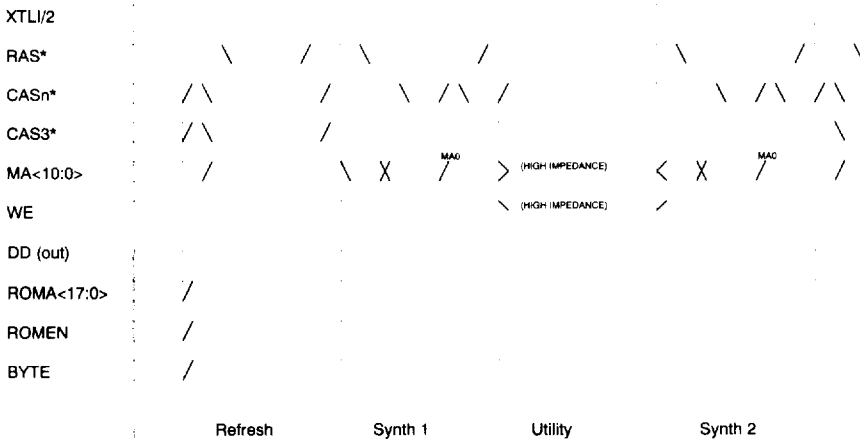 XTLI/2
RAS*
CASn*
CAS3*
MA<10:0> MA0 (HIGH IMPEDANCE) MA0
WE (HIGH IMPEDANCE)
DD (out)
ROMA<17:0>
ROMEN
BYTE
Refresh Synth 1 Utility Synth 2